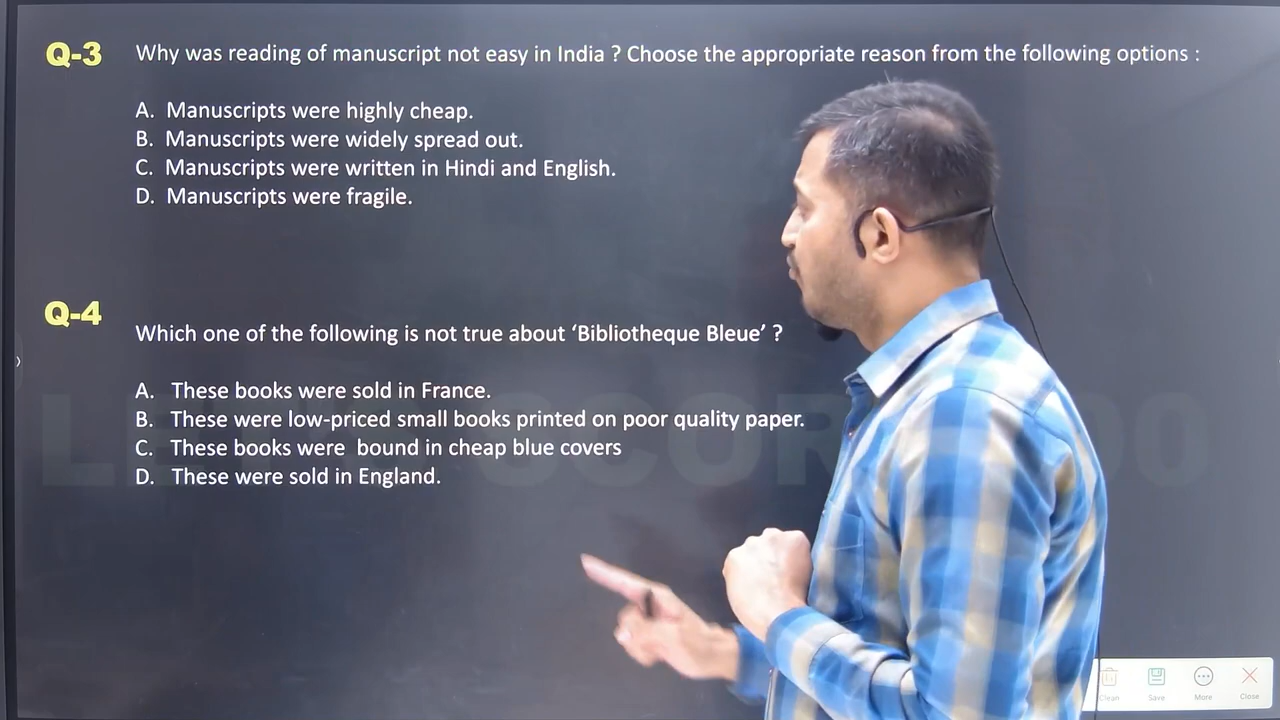 Q-3 Why was reading of manuscript not easy in India ? Choose the appropriate reason from the following options :
A. Manuscripts were highly cheap.
B. Manuscripts were widely spread out.
C. Manuscripts were written in Hindi and English.
D. Manuscripts were fragile.
Q-4
Which one of the following is not true about ‘Bibliotheque Bleue’ ?
A. These books were sold in France.
B. These were low-priced small books printed on poor quality paper.
C. These books were bound in cheap blue covers
D. These were sold in England.
Clean Save More Close